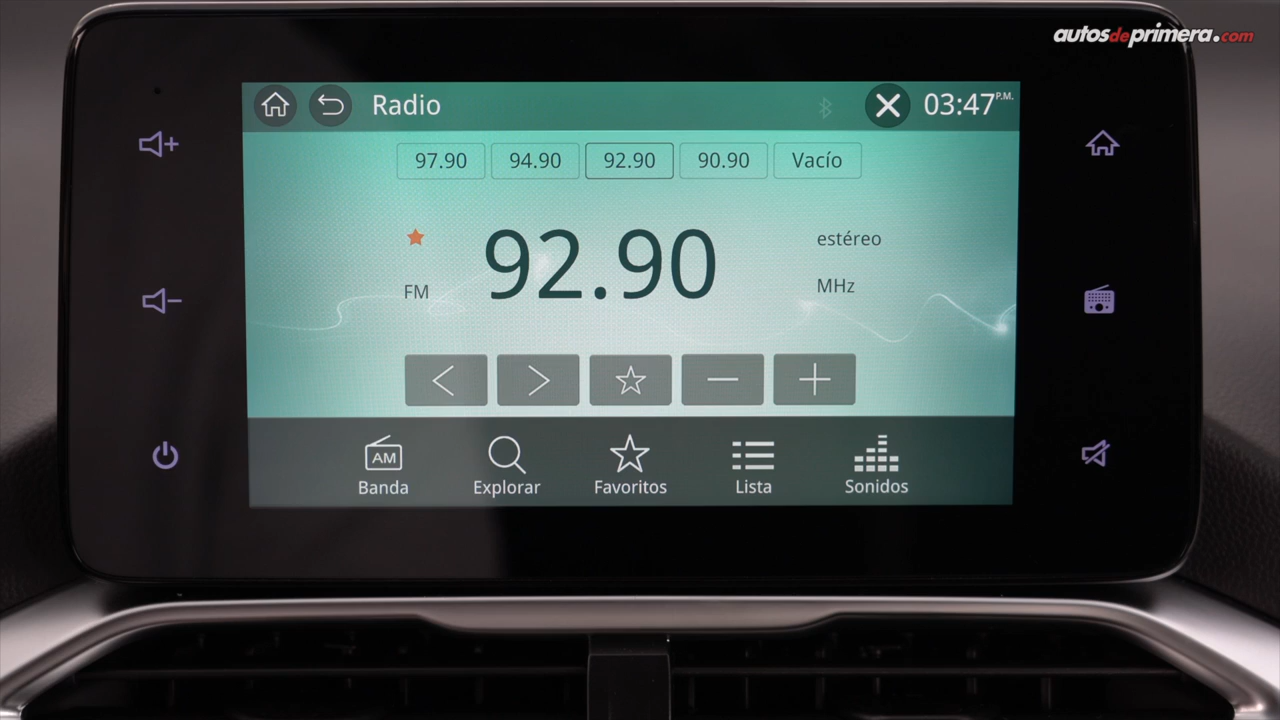 autosdeprimera.com
Radio 03:47 P.M.
97.90 94.90 92.90 90.90 Vacío
92.90 estéreo
FM MHz
AM
Banda Explorar Favoritos Lista Sonidos